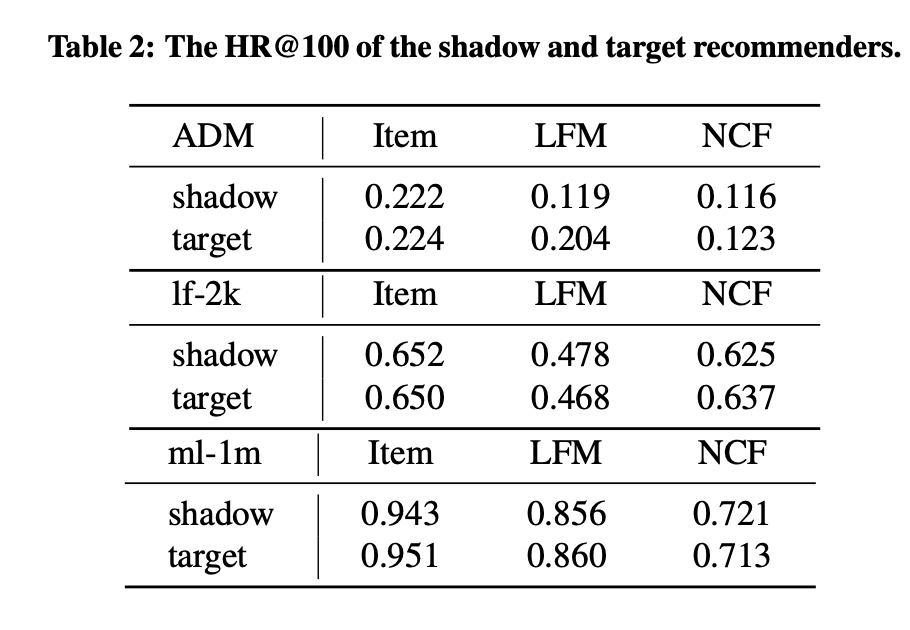 Table 2: The HR@100 of the shadow and target recommenders.
ADM Item LFM NCF
shadow 0.222 0.119 0.116
target 0.224 0.204 0.123
lf-2k Item LFM NCF
shadow 0.652 0.478 0.625
target 0.650 0.468 0.637
ml-1m Item LFM NCF
shadow 0.943 0.856 0.721
target 0.951 0.860 0.713